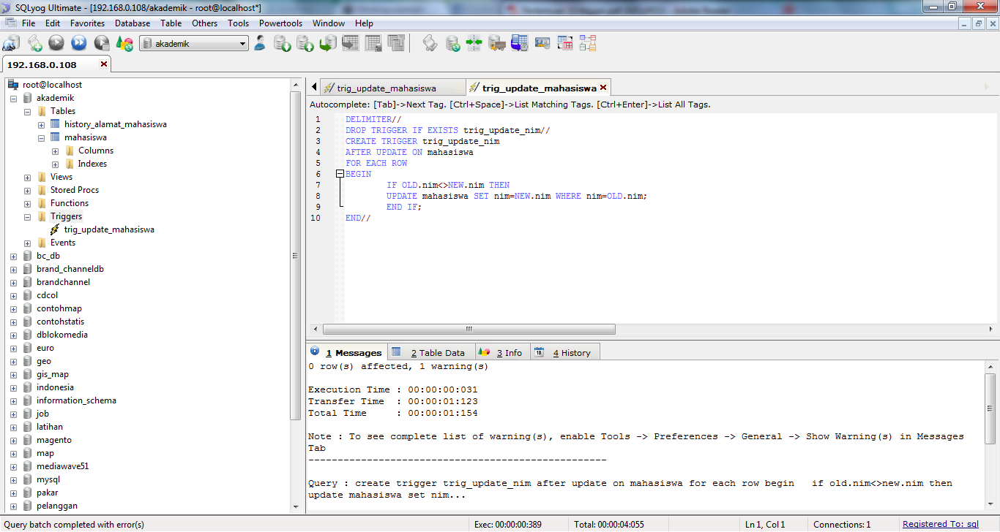 SQLyog Ultimate - [192.168.0.108/akademik - root@localhost*]
File Edit Favorites Database Table Others Tools Powertools Window Help
akademik
192.168.0.108
root@localhost
akademik
Tables
history_alamat_mahasiswa
mahasiswa
Columns
Indexes
Views
Stored Procs
Functions
Triggers
trig_update_mahasiswa
Events
bc_db
brand_channeldb
brandchannel
cdcol
contohmap
contohstatis
dblokomedia
euro
geo
gis_map
indonesia
information_schema
job
latihan
magento
map
mediawave51
mysql
pakar
pelanggan
trig_update_mahasiswa trig_update_mahasiswa
Autocomplete: [Tab]->Next Tag. [Ctrl+Space]->List Matching Tags. [Ctrl+Enter]->List All Tags.
1 DELIMITER//
2 DROP TRIGGER IF EXISTS trig_update_nim//
3 CREATE TRIGGER trig_update_nim
4 AFTER UPDATE ON mahasiswa
5 FOR EACH ROW
6 BEGIN
7 IF OLD.nim<>NEW.nim THEN
8 UPDATE mahasiswa SET nim=NEW.nim WHERE nim=OLD.nim;
9 END IF;
10 END//
1 Messages 2 Table Data 3 Info 18 4 History
0 row(s) affected, 1 warning(s)
Execution Time : 00:00:00:031
Transfer Time : 00:00:01:123
Total Time : 00:00:01:154
Note : To see complete list of warning(s), enable Tools -> Preferences -> General -> Show Warning(s) in Messages
Tab
---------------------------------------------------
Query : create trigger trig_update_nim after update on mahasiswa for each row begin if old.nim<>new.nim then
update mahasiswa set nim...
Query batch completed with error(s) Exec: 00:00:00:389 Total: 00:00:04:055 Ln 1, Col 1 Connections: 1 Registered To: sql